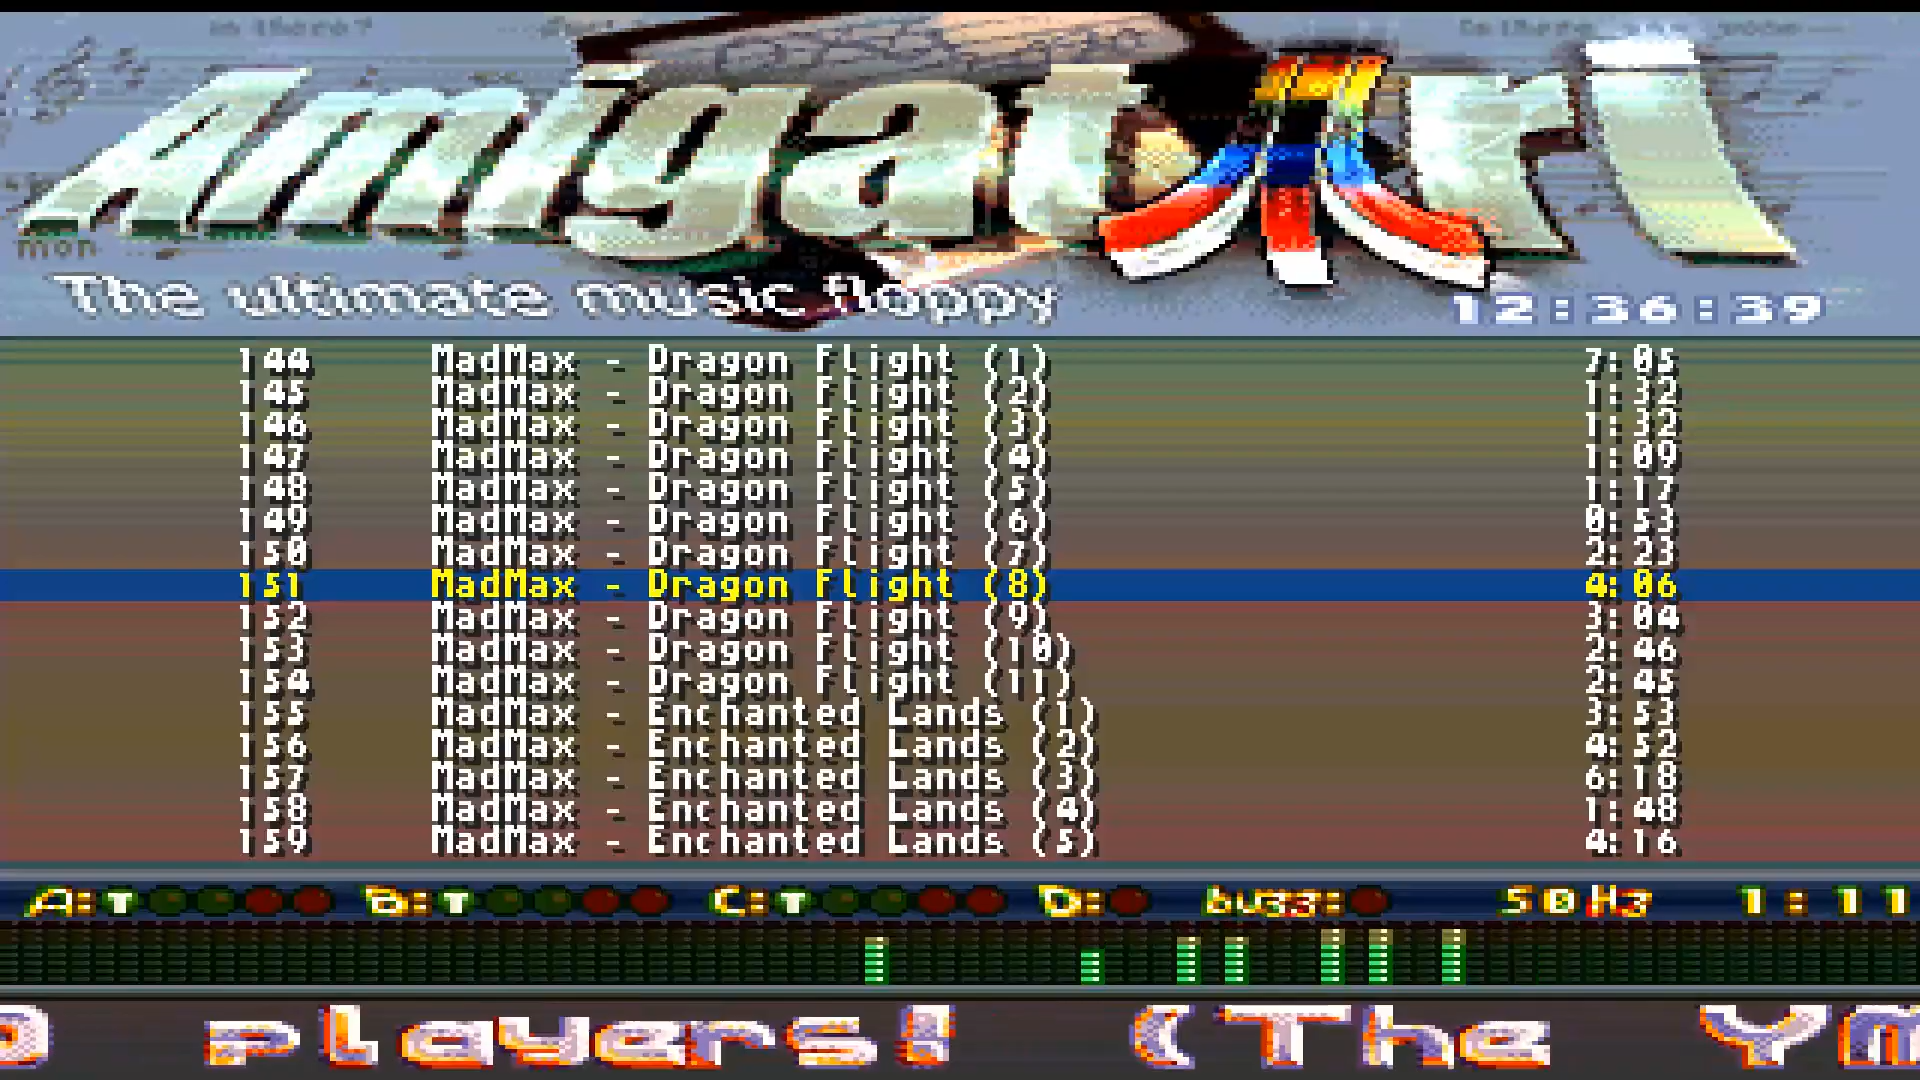 in there?
Amigatari
mon
The ultimate music floppy
12:36:39
144 MadMax - Dragon Flight (1) 7:05
145 MadMax - Dragon Flight (2) 1:32
146 MadMax - Dragon Flight (3) 1:32
147 MadMax - Dragon Flight (4) 1:09
148 MadMax - Dragon Flight (5) 1:17
149 MadMax - Dragon Flight (6) 0:53
150 MadMax - Dragon Flight (7) 2:23
151 MadMax - Dragon Flight (8) 4:06
152 MadMax - Dragon Flight (9) 3:04
153 MadMax - Dragon Flight (10) 2:46
154 MadMax - Dragon Flight (11) 2:45
155 MadMax - Enchanted Lands (1) 3:53
156 MadMax - Enchanted Lands (2) 4:52
157 MadMax - Enchanted Lands (3) 6:18
158 MadMax - Enchanted Lands (4) 1:48
159 MadMax - Enchanted Lands (5) 4:16
A:T B:T C:T D: buzz: 50Hz 1:11
players! (The YM